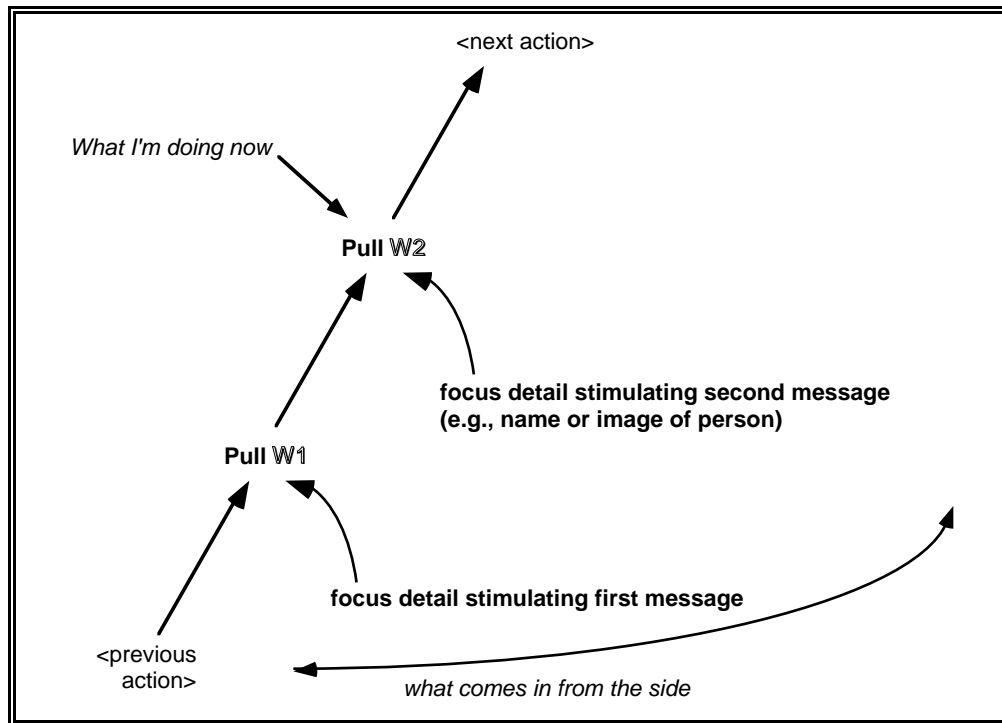 <next action>
What I'm doing now
Pull W2
focus detail stimulating second message
(e.g., name or image of person)
Pull W1
focus detail stimulating first message
<previous
action>
what comes in from the side